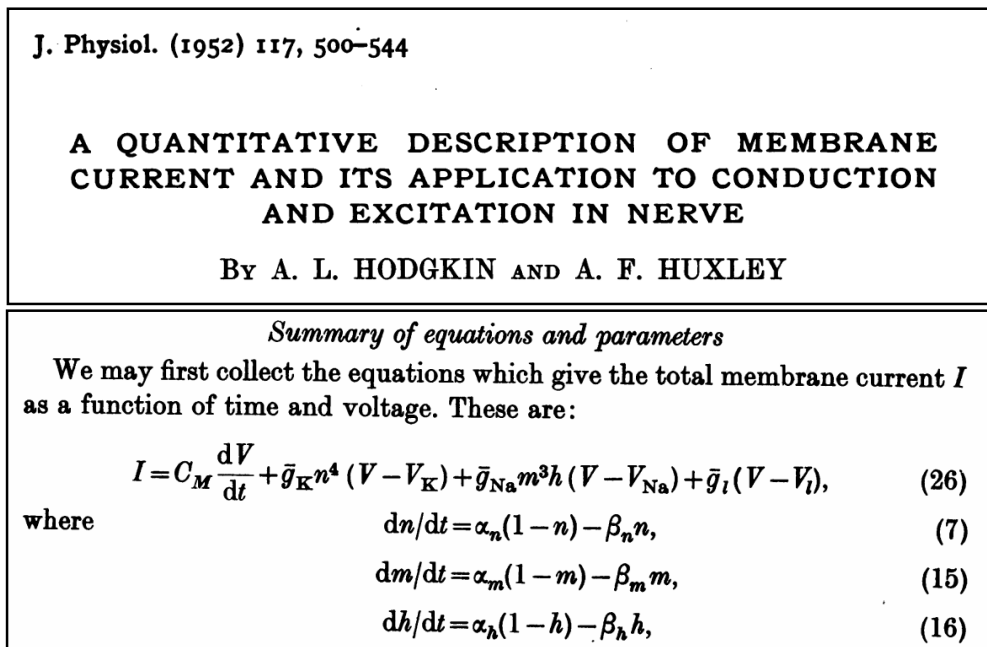 J. Physiol. (1952) 117, 500–544
A QUANTITATIVE DESCRIPTION OF MEMBRANE
CURRENT AND ITS APPLICATION TO CONDUCTION
AND EXCITATION IN NERVE
By A. L. HODGKIN AND A. F. HUXLEY
Summary of equations and parameters
We may first collect the equations which give the total membrane current I
as a function of time and voltage. These are:
I = C_M dV/dt + ḡ_K n⁴ (V − V_K) + ḡ_Na m³h (V − V_Na) + ḡ_l (V − V_l), (26)
where dn/dt = α_n(1 − n) − β_n n, (7)
dm/dt = α_m(1 − m) − β_m m, (15)
dh/dt = α_h(1 − h) − β_h h, (16)